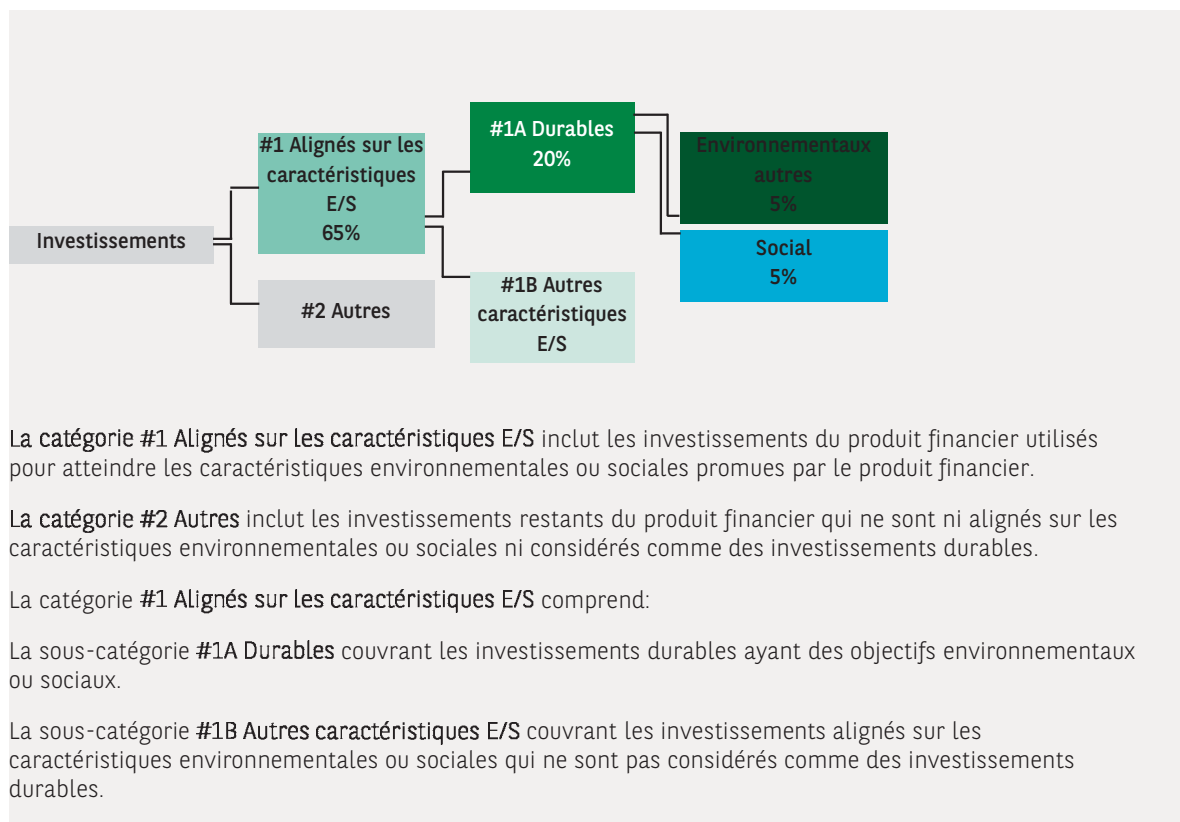 #1A Durables
20%
#1 Alignés sur les
caractéristiques
E/S
65%
Environnementaux
autres
5%
Investissements
Social
5%
#2 Autres
#1B Autres
caractéristiques
E/S
La catégorie #1 Alignés sur les caractéristiques E/S inclut les investissements du produit financier utilisés
pour atteindre les caractéristiques environnementales ou sociales promues par le produit financier.
La catégorie #2 Autres inclut les investissements restants du produit financier qui ne sont ni alignés sur les
caractéristiques environnementales ou sociales ni considérés comme des investissements durables.
La catégorie #1 Alignés sur les caractéristiques E/S comprend:
La sous-catégorie #1A Durables couvrant les investissements durables ayant des objectifs environnementaux
ou sociaux.
La sous-catégorie #1B Autres caractéristiques E/S couvrant les investissements alignés sur les
caractéristiques environnementales ou sociales qui ne sont pas considérés comme des investissements
durables.